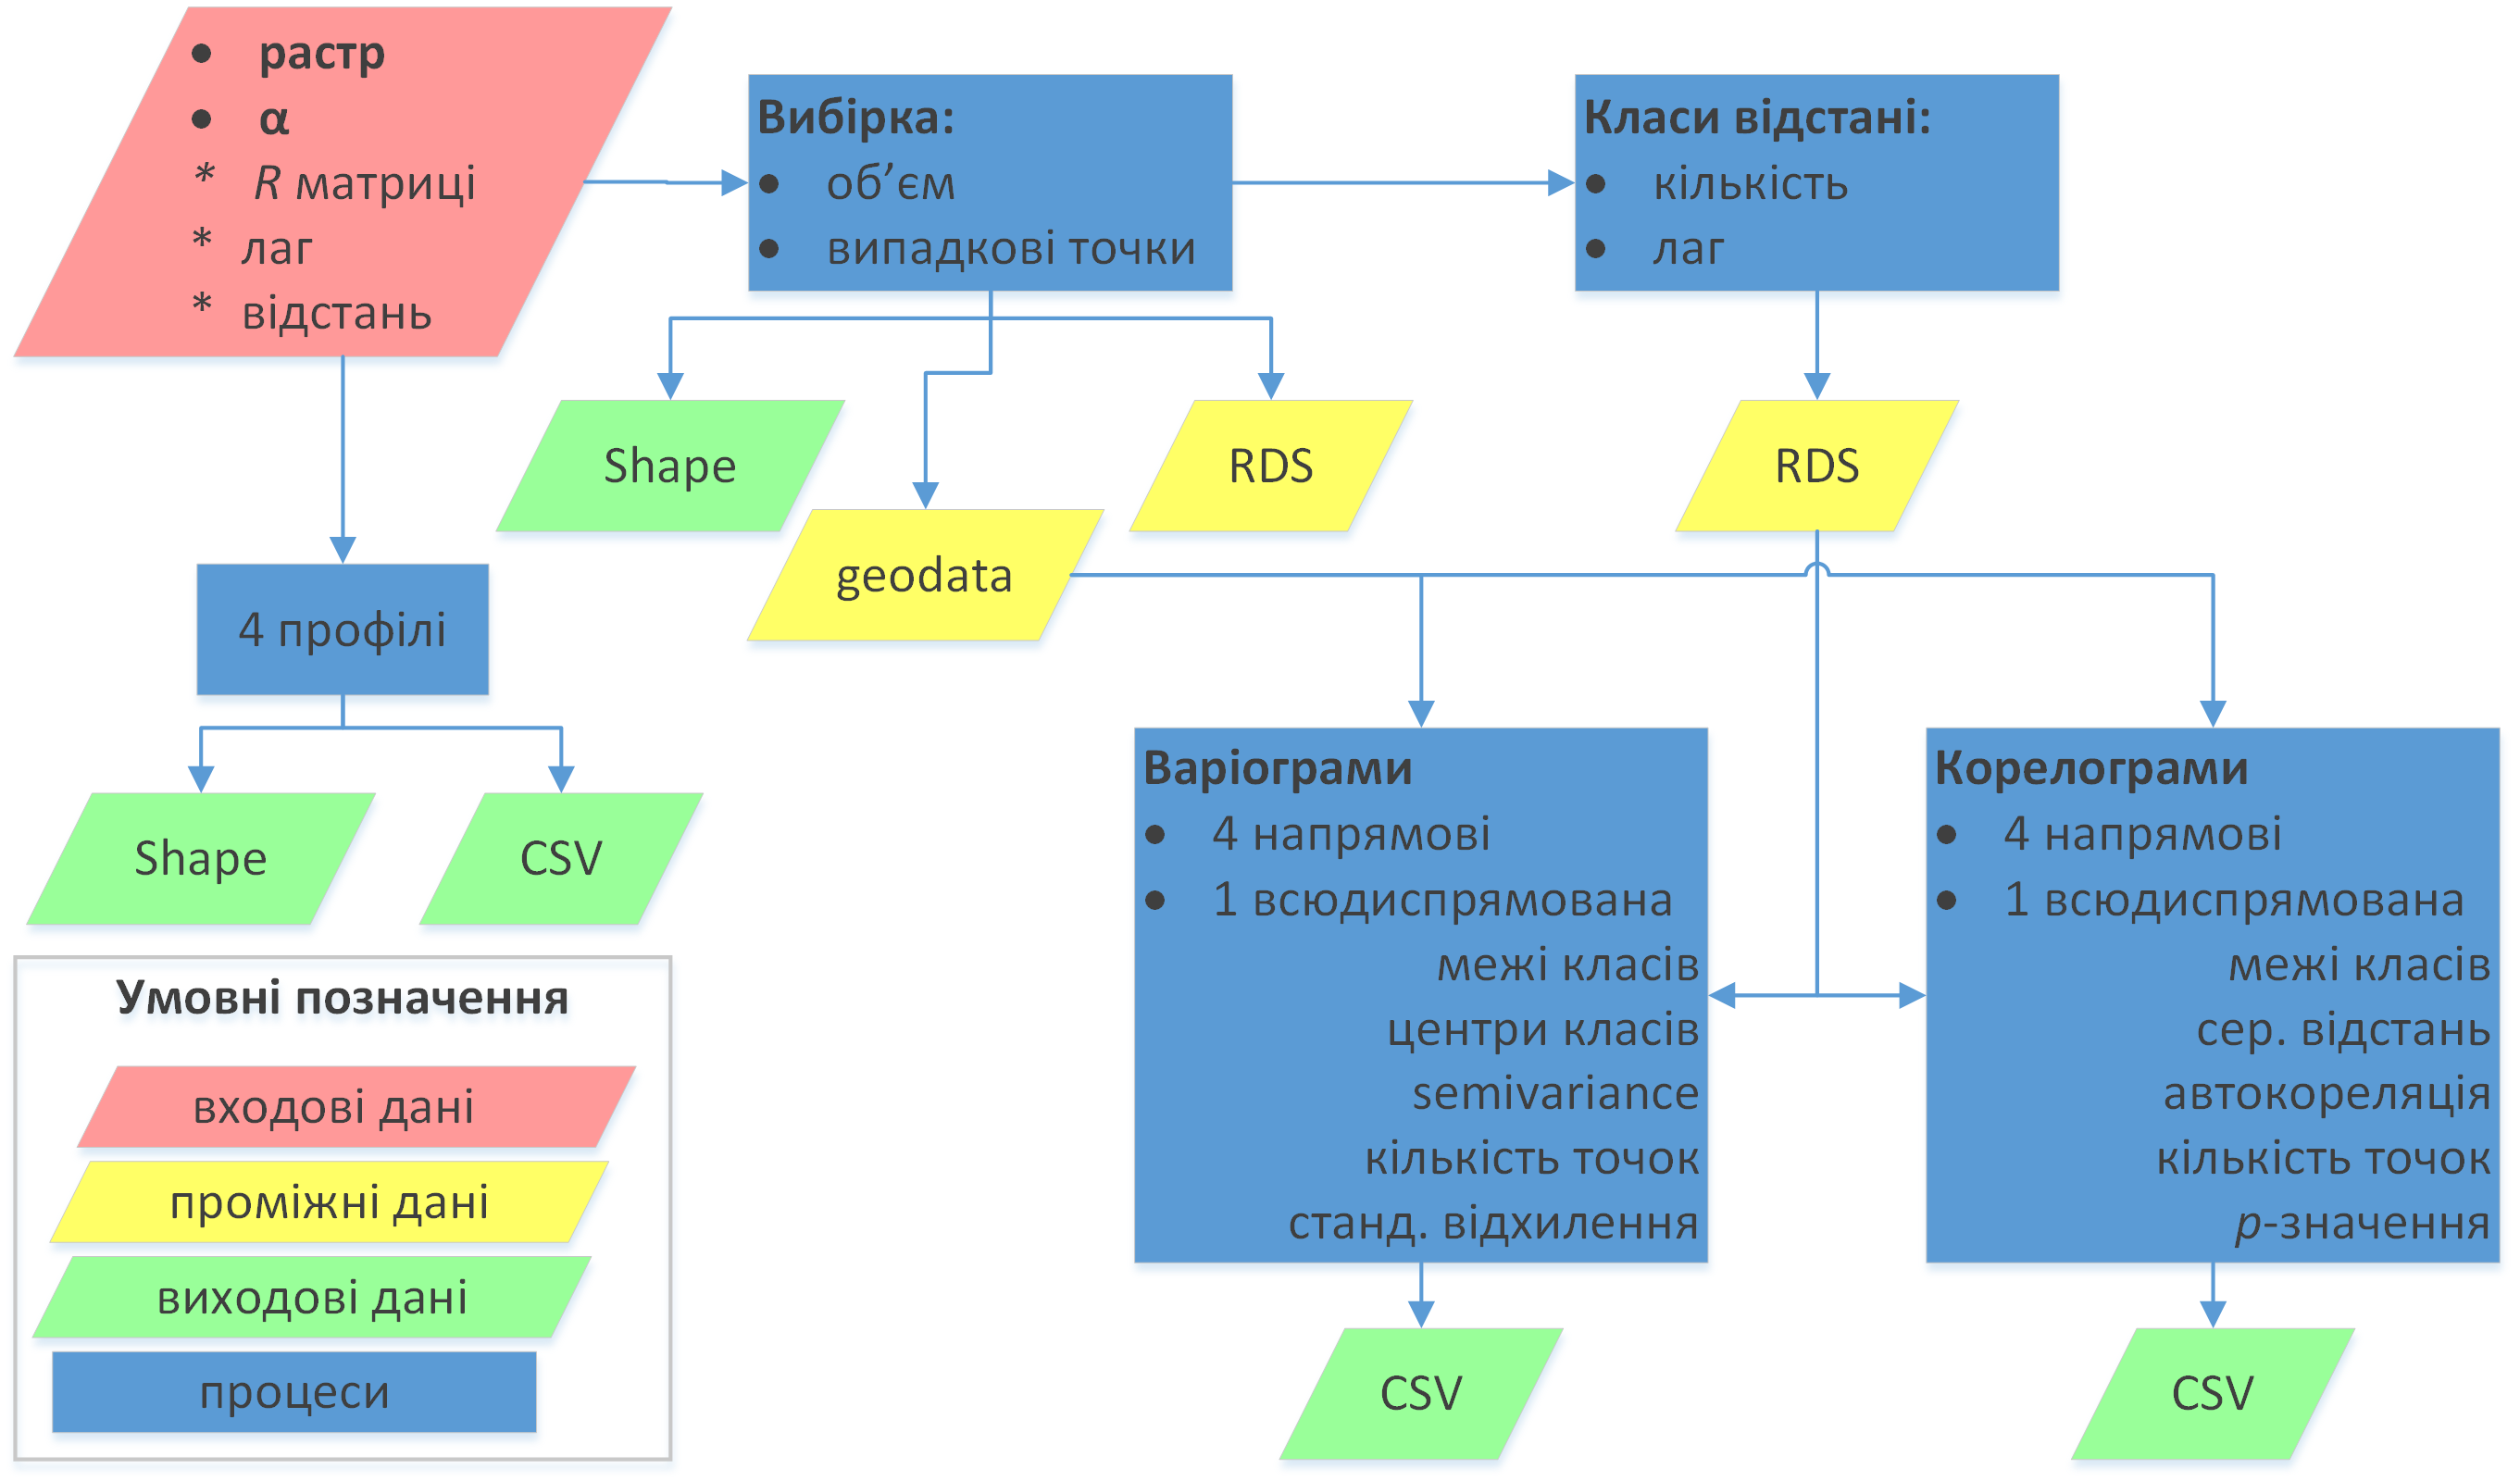 • растр
• α
* R матриці
* лаг
* відстань
Вибірка:
• об’єм
• випадкові точки
Класи відстані:
• кількість
• лаг
Shape
RDS
RDS
geodata
4 профілі
Shape
CSV
Варіограми
• 4 напрямові
• 1 всюдиспрямована
межі класів
центри класів
semivariance
кількість точок
станд. відхилення
Корелограми
• 4 напрямові
• 1 всюдиспрямована
межі класів
сер. відстань
автокореляція
кількість точок
p-значення
CSV
CSV
Умовні позначення
входові дані
проміжні дані
виходові дані
процеси